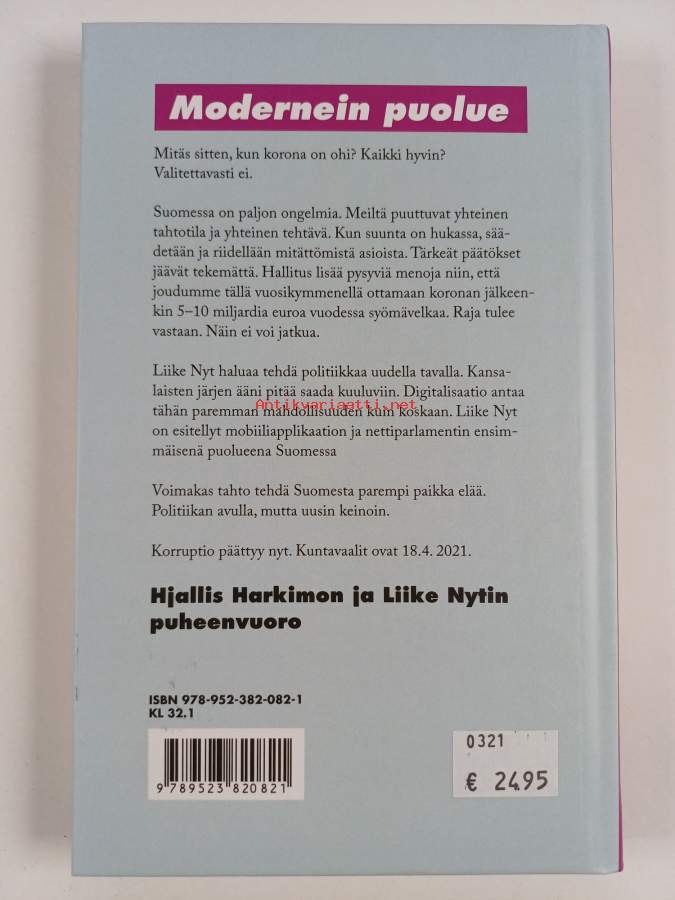 Modernein puolue
Mitäs sitten, kun korona on ohi? Kaikki hyvin?
Valitettavasti ei.
Suomessa on paljon ongelmia. Meiltä puuttuvat yhteinen
tahtotila ja yhteinen tehtävä. Kun suunta on hukassa, sää-
detään ja riidellään mitättömistä asioista. Tärkeät päätökset
jäävät tekemättä. Hallitus lisää pysyviä menoja niin, että
joudumme tällä vuosikymmenellä ottamaan koronan jälkeen-
kin 5–10 miljardia euroa vuodessa syömävelkaa. Raja tulee
vastaan. Näin ei voi jatkua.
Liike Nyt haluaa tehdä politiikkaa uudella tavalla. Kansa-
laisten järjen ääni pitää saada kuuluviin. Digitalisaatio antaa
Antikvariaatti.net
tähän paremman mahdollisuuden kuin koskaan. Liike Nyt
on esitellyt mobiiliapplikaation ja nettiparlamentin ensim-
mäisenä puolueena Suomessa
Voimakas tahto tehdä Suomesta parempi paikka elää.
Politiikan avulla, mutta uusin keinoin.
Korruptio päättyy nyt. Kuntavaalit ovat 18.4. 2021.
Hjallis Harkimon ja Liike Nytin
puheenvuoro
ISBN 978-952-382-082-1
KL 32.1
9 789523 820821
0321
€ 24.95